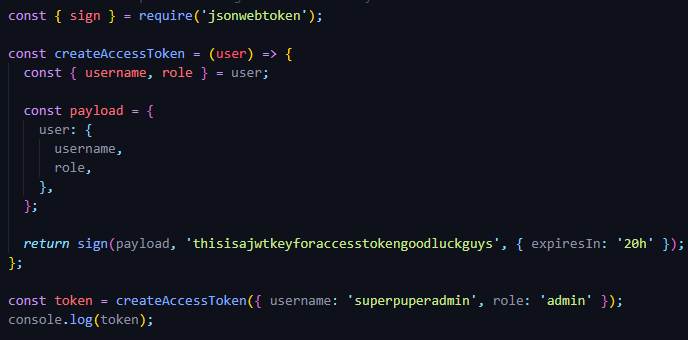 const { sign } = require('jsonwebtoken');
const createAccessToken = (user) => {
const { username, role } = user;
const payload = {
user: {
username,
role,
},
};
return sign(payload, 'thisisajwtkeyforaccesstokengoodluckguys', { expiresIn: '20h' });
};
const token = createAccessToken({ username: 'superpuperadmin', role: 'admin' });
console.log(token);